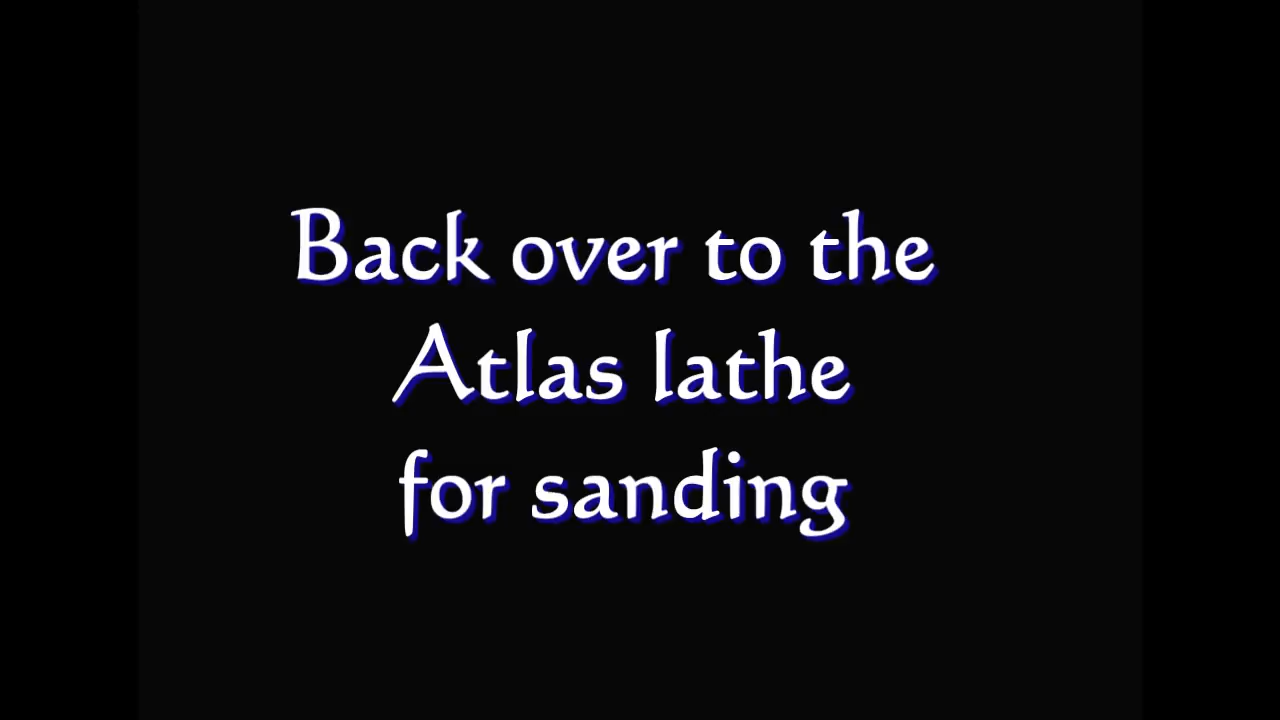 Back over to the
Atlas lathe
for sanding